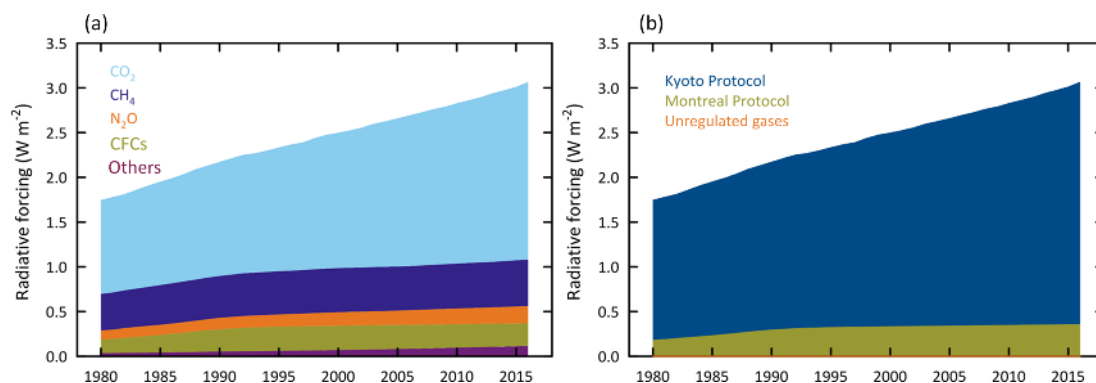 (a)
Radiative forcing (W m⁻²)
3.5
3.0
2.5
2.0
1.5
1.0
0.5
0.0
CO₂
CH₄
N₂O
CFCs
Others
1980 1985 1990 1995 2000 2005 2010 2015
(b)
Radiative forcing (W m⁻²)
3.5
3.0
2.5
2.0
1.5
1.0
0.5
0.0
Kyoto Protocol
Montreal Protocol
Unregulated gases
1980 1985 1990 1995 2000 2005 2010 2015